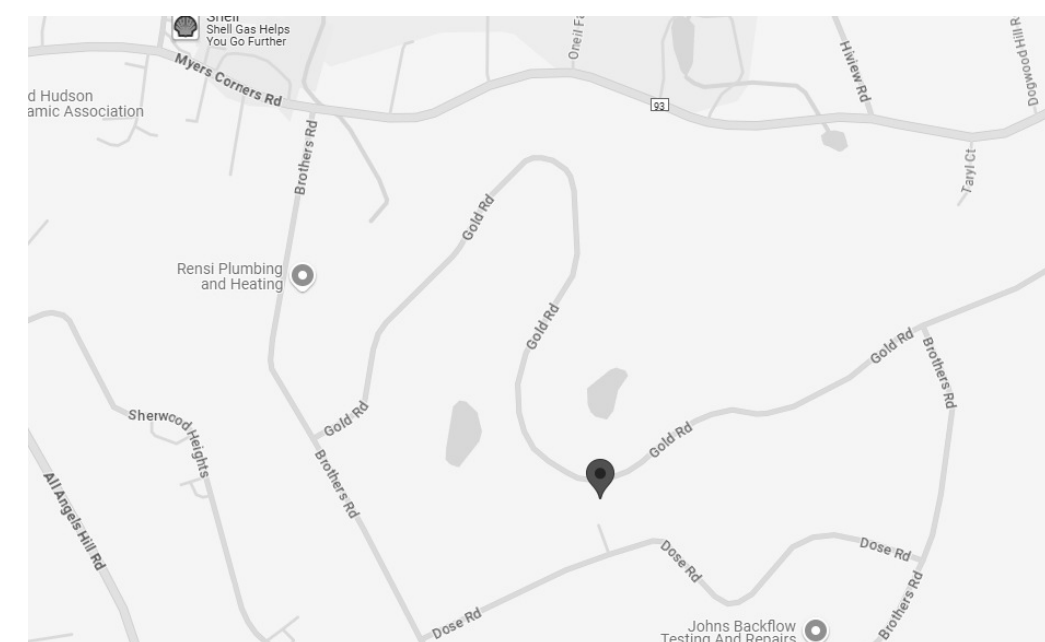 Shell
Shell Gas Helps
You Go Further
Oneil Fa
Hiview Rd
Dogwood Hill R
Myers Corners Rd
d Hudson
amic Association
93
Brothers Rd
Taryl Ct
Gold Rd
Rensi Plumbing
and Heating
Gold Rd
Gold Rd
Brothers Rd
Sherwood Heights
Gold Rd
Gold Rd
Brothers Rd
All Angels Hill Rd
Dose Rd
Dose Rd
Brothers Rd
Dose Rd
Johns Backflow
Testing And Repairs